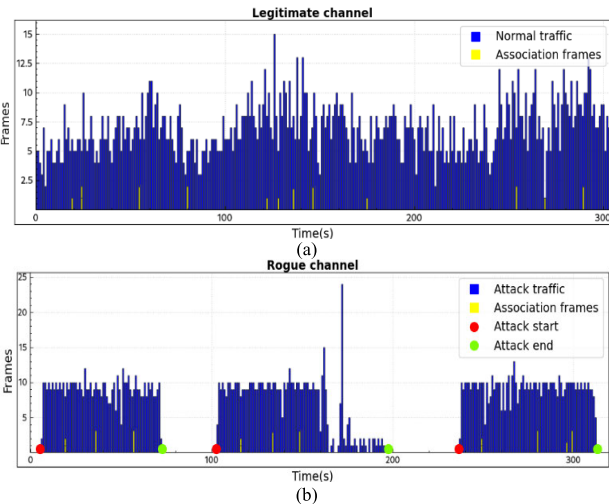 Legitimate channel
15
12.5
10
7.5
5
2.5
Frames
Normal traffic
Association frames
0 100 200 300
Time(s)
(a)
Rogue channel
25
20
15
10
5
Frames
Attack traffic
Association frames
Attack start
Attack end
0 100 200 300
Time(s)
(b)